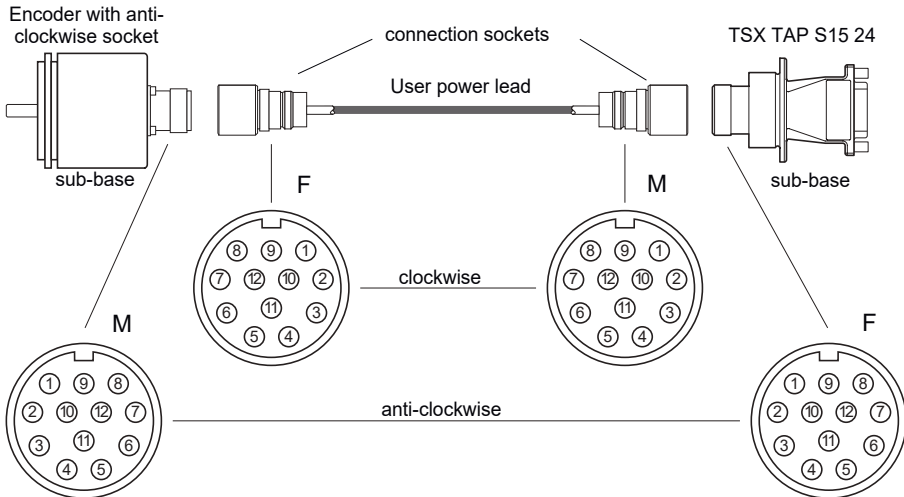 Encoder with anti-
clockwise socket
connection sockets
TSX TAP S15 24
User power lead
sub-base
sub-base
F
M
8 9 1
7 12 10 2
6 11 3
5 4
clockwise
8 9 1
7 12 10 2
6 11 3
5 4
M
F
1 9 8
2 10 12 7
3 11 6
4 5
anti-clockwise
1 9 8
2 10 12 7
3 11 6
4 5